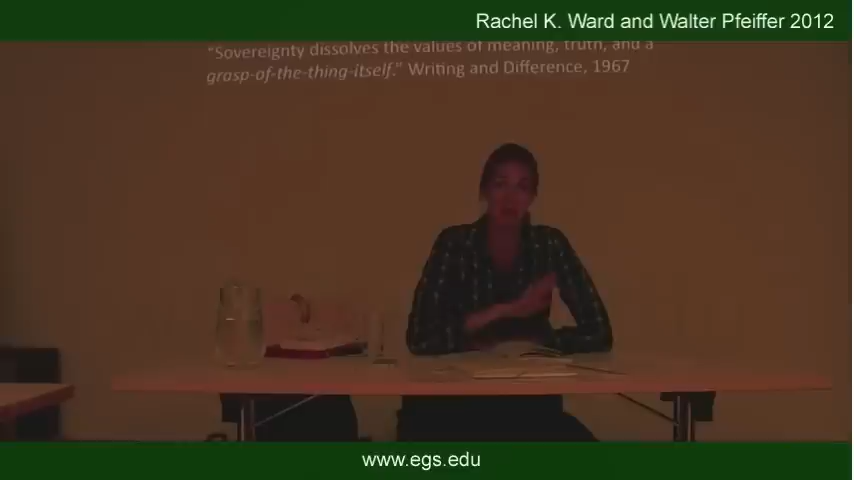 Rachel K. Ward and Walter Pfeiffer 2012
"Sovereignty dissolves the values of meaning, truth, and a
grasp-of-the-thing-itself." Writing and Difference, 1967
www.egs.edu